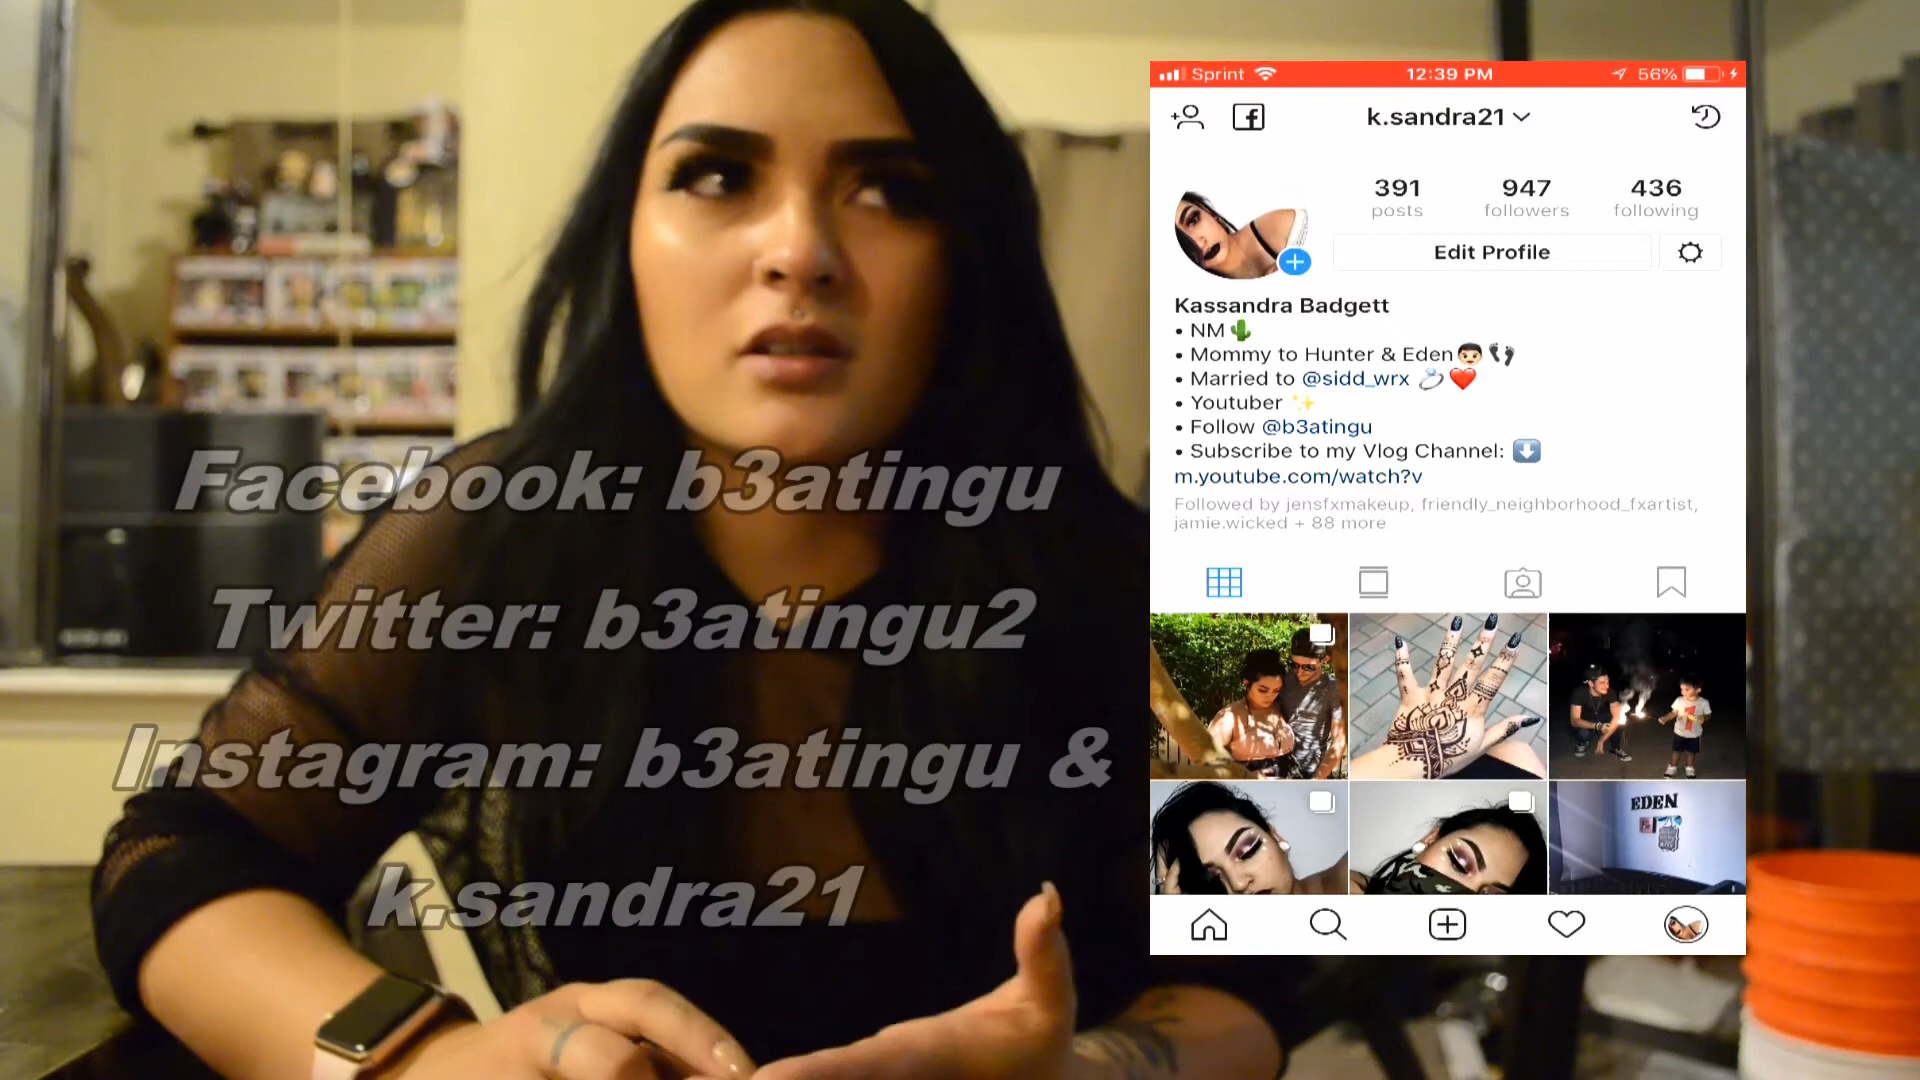 Facebook: b3atingu
Twitter: b3atingu2
Instagram: b3atingu &
k.sandra21
Sprint 12:39 PM 56%
k.sandra21
391 947 436
posts followers following
Edit Profile
Kassandra Badgett
• NM🌵
• Mommy to Hunter & Eden👦🏻👣
• Married to @sidd_wrx 💍❤️
• Youtuber ✨
• Follow @b3atingu
• Subscribe to my Vlog Channel: ⬇️
m.youtube.com/watch?v
Followed by jensfxmakeup, friendly_neighborhood_fxartist,
jamie.wicked + 88 more
EDEN